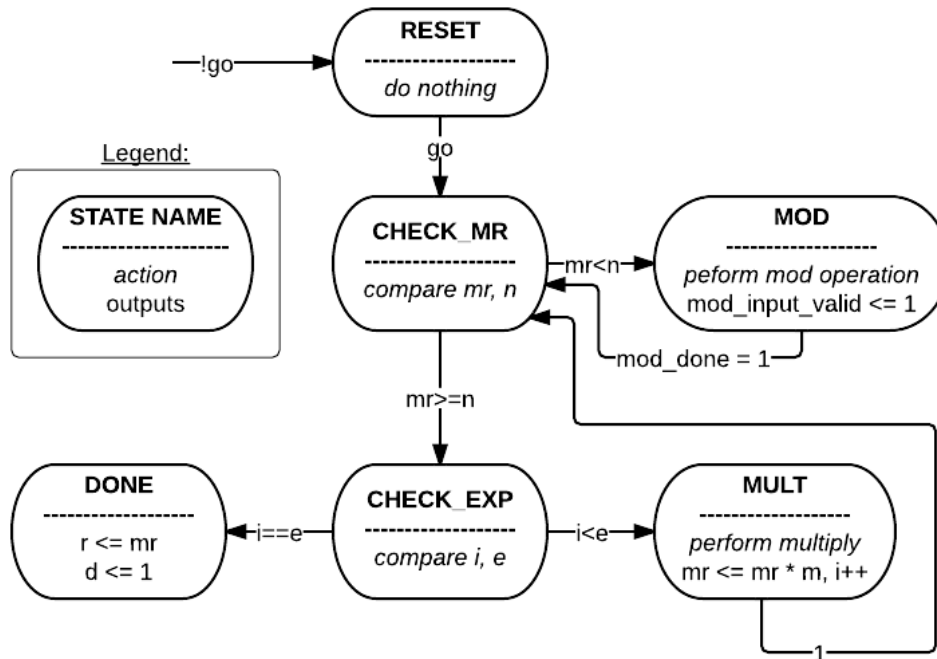 RESET
--------------------
do nothing
!go
go
Legend:
STATE NAME
--------------------
action
outputs
CHECK_MR
--------------------
compare mr, n
mr<n
MOD
------------------
peform mod operation
mod_input_valid <= 1
mod_done = 1
mr>=n
DONE
------------------
r <= mr
d <= 1
i==e
CHECK_EXP
--------------------
compare i, e
i<e
MULT
------------------
perform multiply
mr <= mr * m, i++
1